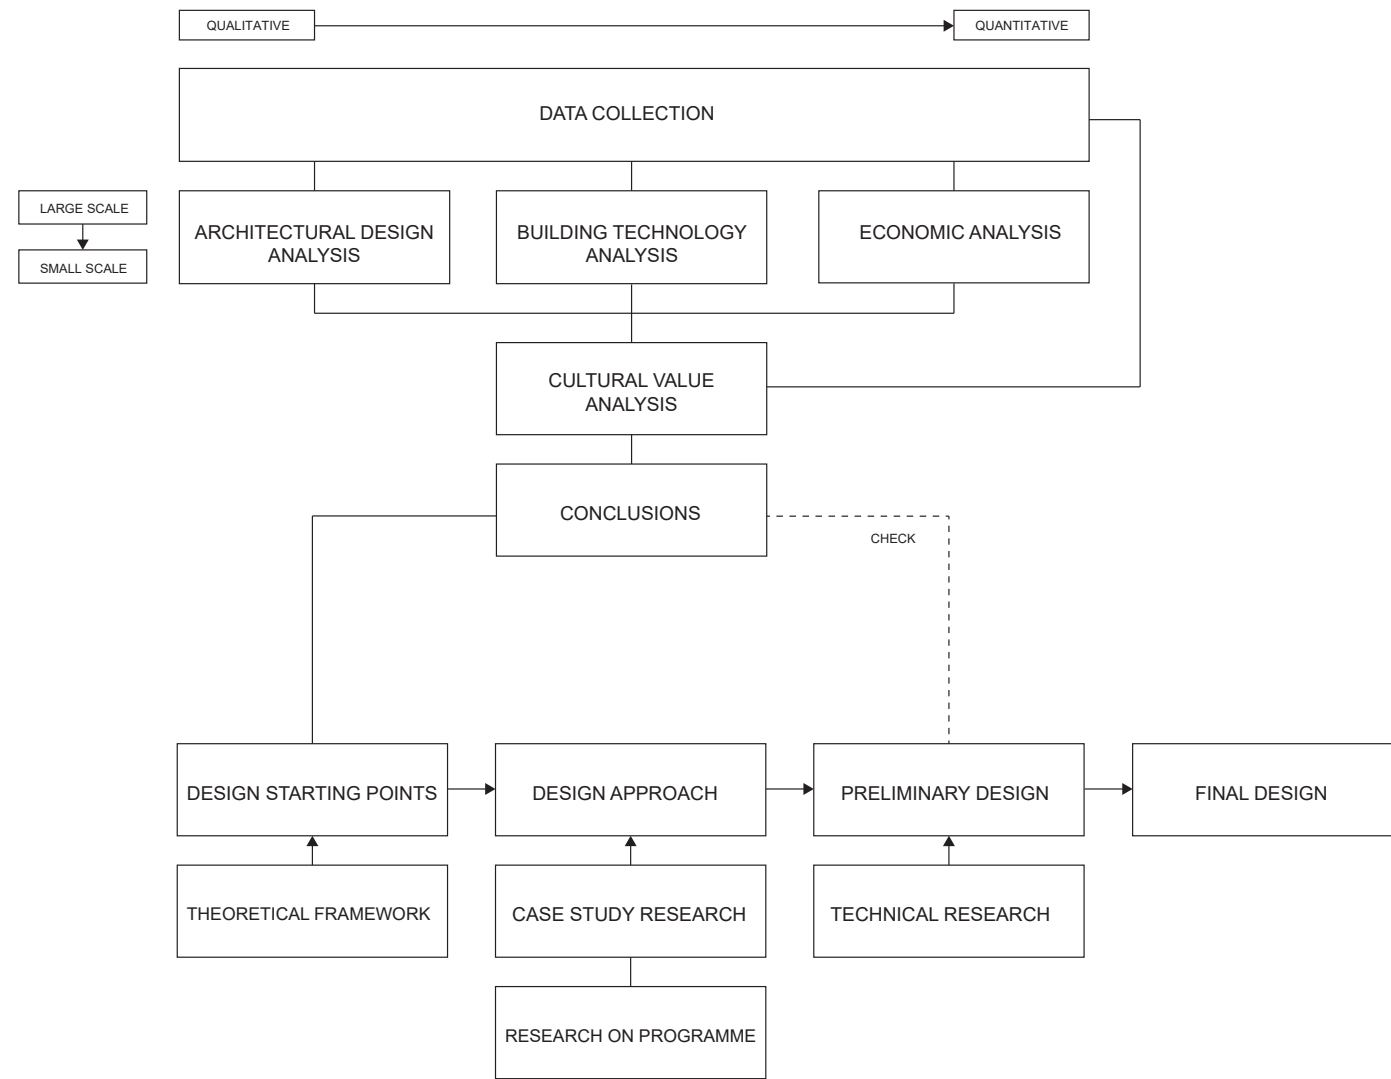 QUALITATIVE
QUANTITATIVE
DATA COLLECTION
LARGE SCALE
SMALL SCALE
ARCHITECTURAL DESIGN
ANALYSIS
BUILDING TECHNOLOGY
ANALYSIS
ECONOMIC ANALYSIS
CULTURAL VALUE
ANALYSIS
CONCLUSIONS
CHECK
DESIGN STARTING POINTS
DESIGN APPROACH
PRELIMINARY DESIGN
FINAL DESIGN
THEORETICAL FRAMEWORK
CASE STUDY RESEARCH
TECHNICAL RESEARCH
RESEARCH ON PROGRAMME